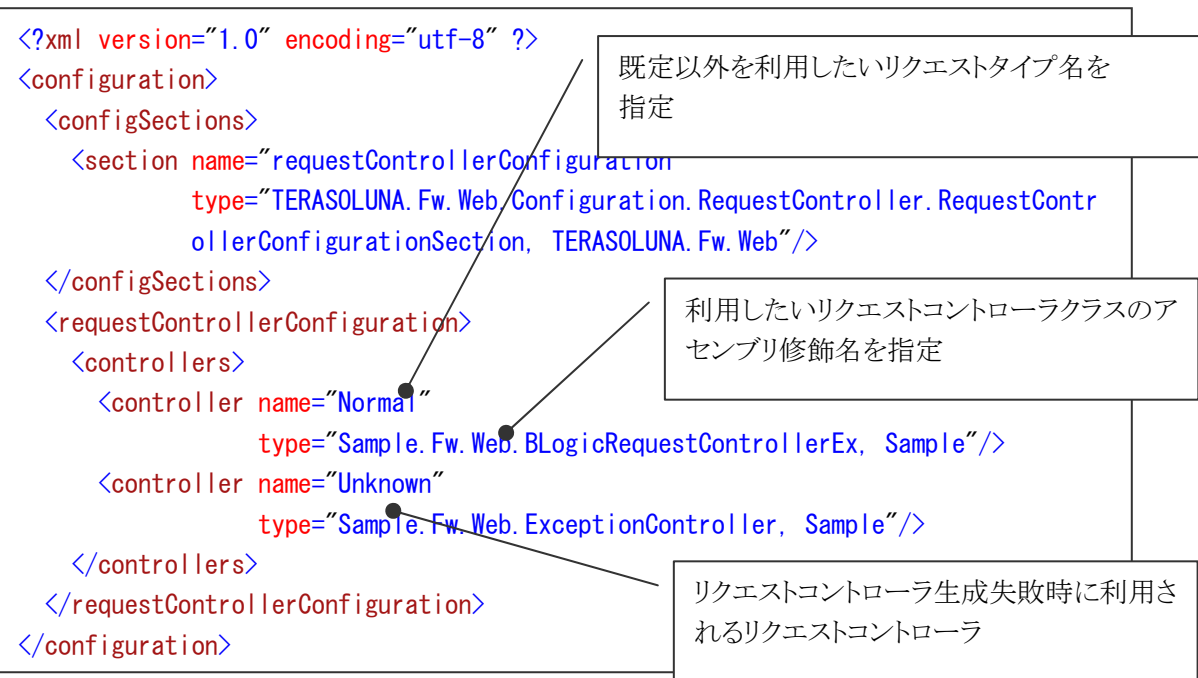 <?xml version="1.0" encoding="utf-8" ?>
<configuration>
<configSections>
<section name="requestControllerConfiguration
type="TERASOLUNA.Fw.Web.Configuration.RequestController.RequestContr
ollerConfigurationSection, TERASOLUNA.Fw.Web"/>
</configSections>
<requestControllerConfiguration>
<controllers>
<controller name="Normal"
type="Sample.Fw.Web.BLogicRequestControllerEx, Sample"/>
<controller name="Unknown"
type="Sample.Fw.Web.ExceptionController, Sample"/>
</controllers>
</requestControllerConfiguration>
</configuration>
既定以外を利用したいリクエストタイプ名を
指定
利用したいリクエストコントローラクラスのア
センブリ修飾名を指定
リクエストコントローラ生成失敗時に利用さ
れるリクエストコントローラ